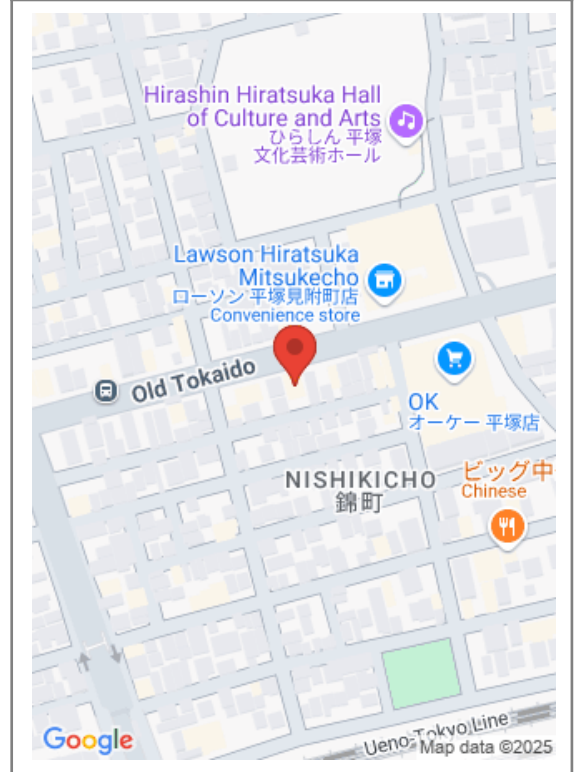 Hirashin Hiratsuka Hall
of Culture and Arts
ひらしん 平塚
文化芸術ホール
Lawson Hiratsuka
Mitsukecho
ローソン 平塚見附町店
Convenience store
Old Tokaido
OK
オーケー 平塚店
NISHIKICHO
錦町
ビッグ中
Chinese
Ueno-Tokyo Line
Google
Map data ©2025